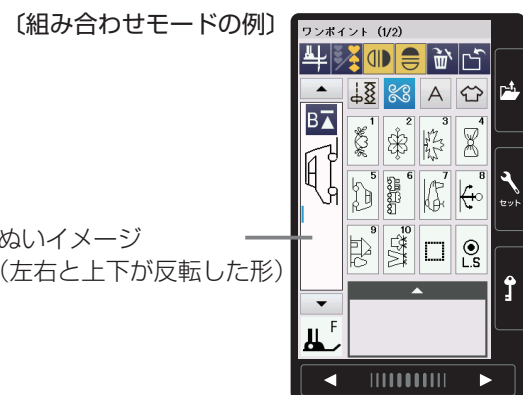 〔組み合わせモードの例〕
ワンポイント (1/2)
B
A
1 2 3 4
5 6 7 8
9 10
L.S
F
セット
ぬいイメージ
(左右と上下が反転した形)